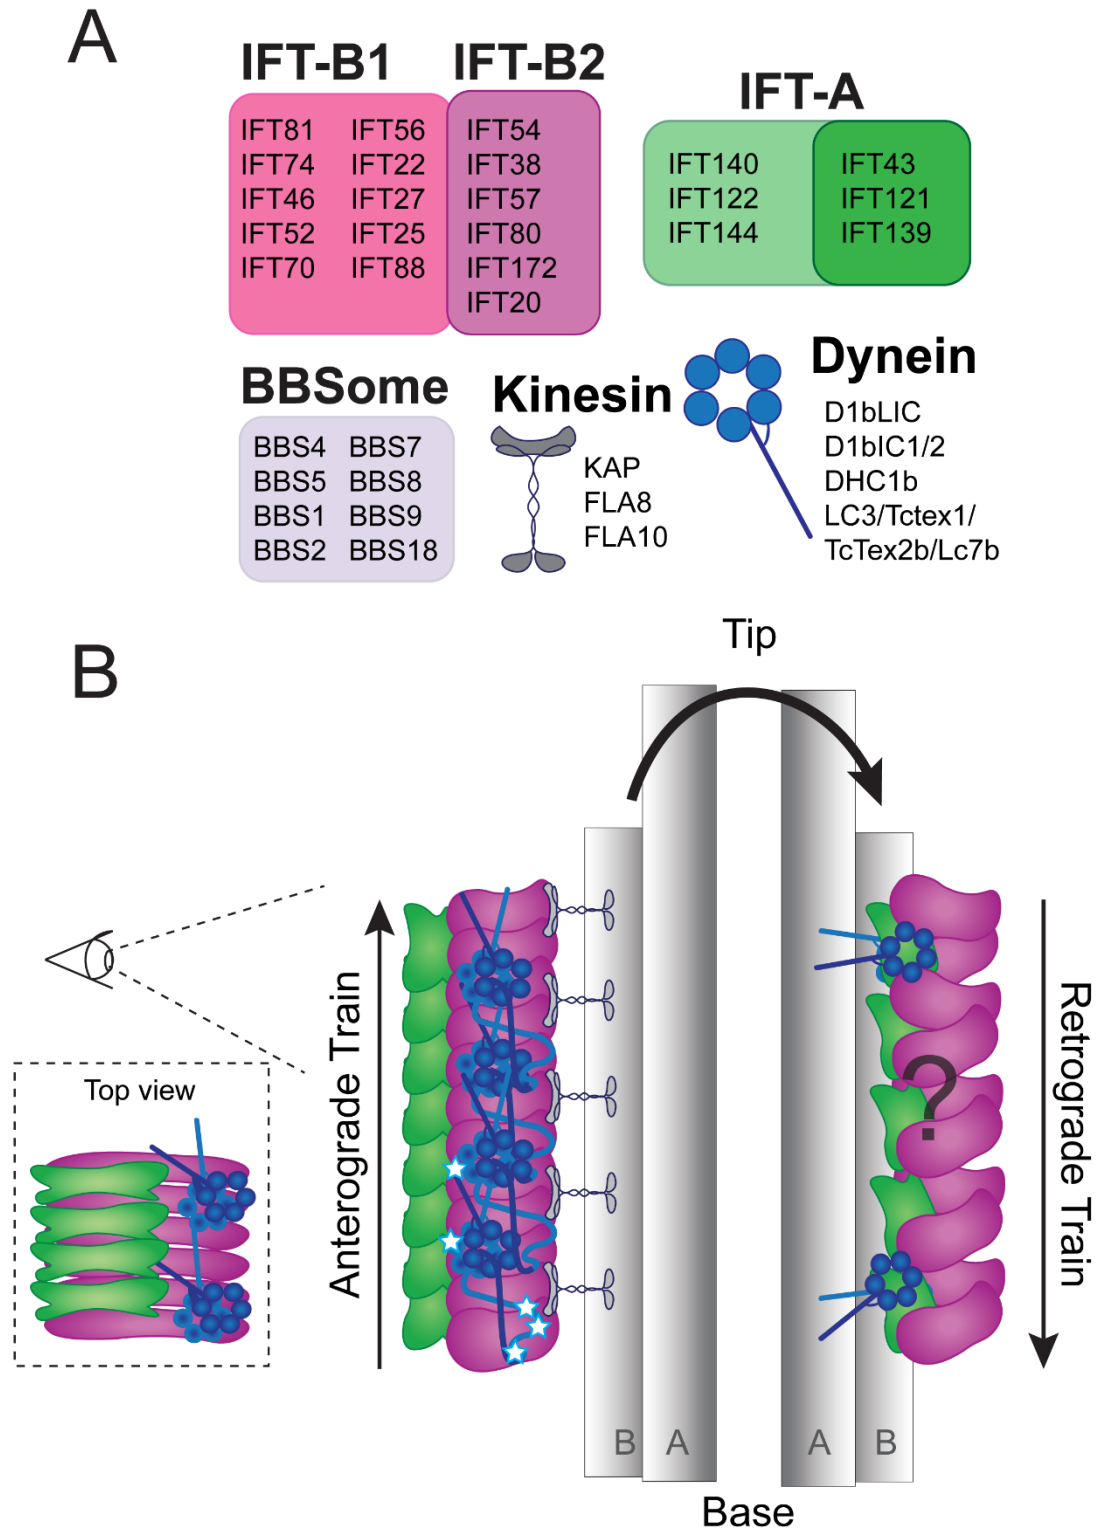 A
IFT-B1 IFT-B2
IFT81 IFT56
IFT74 IFT22
IFT46 IFT27
IFT52 IFT25
IFT70 IFT88
IFT54
IFT38
IFT57
IFT80
IFT172
IFT20
IFT-A
IFT140
IFT122
IFT144
IFT43
IFT121
IFT139
BBSome
BBS4 BBS7
BBS5 BBS8
BBS1 BBS9
BBS2 BBS18
Kinesin
KAP
FLA8
FLA10
Dynein
D1bLIC
D1bIC1/2
DHC1b
LC3/Tctex1/
TcTex2b/Lc7b
B
Tip
Top view
Anterograde Train
?
Retrograde Train
B A
A B
Base